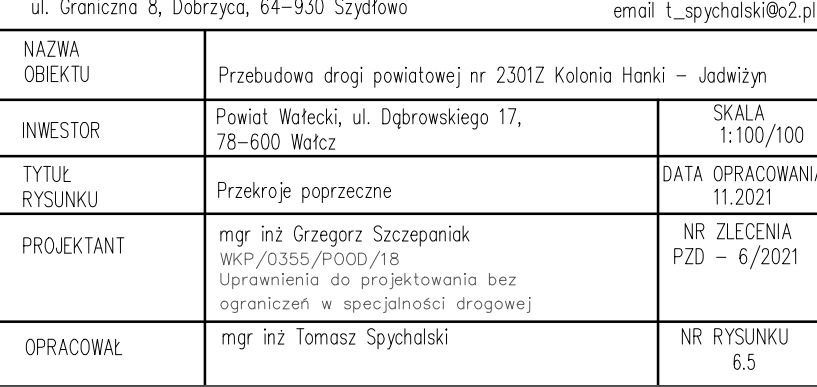 ul. Graniczna 8, Dobrzyca, 64-930 Szydłowo
email t_spychalski@o2.pl
NAZWA
OBIEKTU
Przebudowa drogi powiatowej nr 2301Z Kolonia Hanki - Jadwiżyn
INWESTOR
Powiat Wałecki, ul. Dąbrowskiego 17,
78-600 Wałcz
SKALA
1:100/100
TYTUŁ
RYSUNKU
Przekroje poprzeczne
DATA OPRACOWANIA
11.2021
PROJEKTANT
mgr inż Grzegorz Szczepaniak
WKP/0355/POOD/18
Uprawnienia do projektowania bez
ograniczeń w specjalności drogowej
NR ZLECENIA
PZD - 6/2021
OPRACOWAŁ
mgr inż Tomasz Spychalski
NR RYSUNKU
6.5